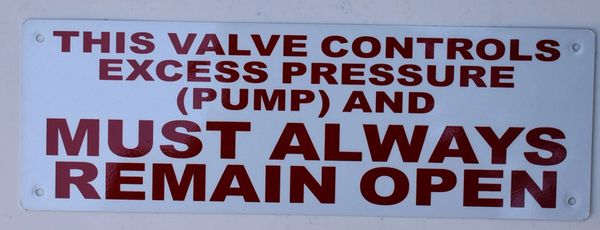 THIS VALVE CONTROLS
EXCESS PRESSURE
(PUMP) AND
MUST ALWAYS
REMAIN OPEN